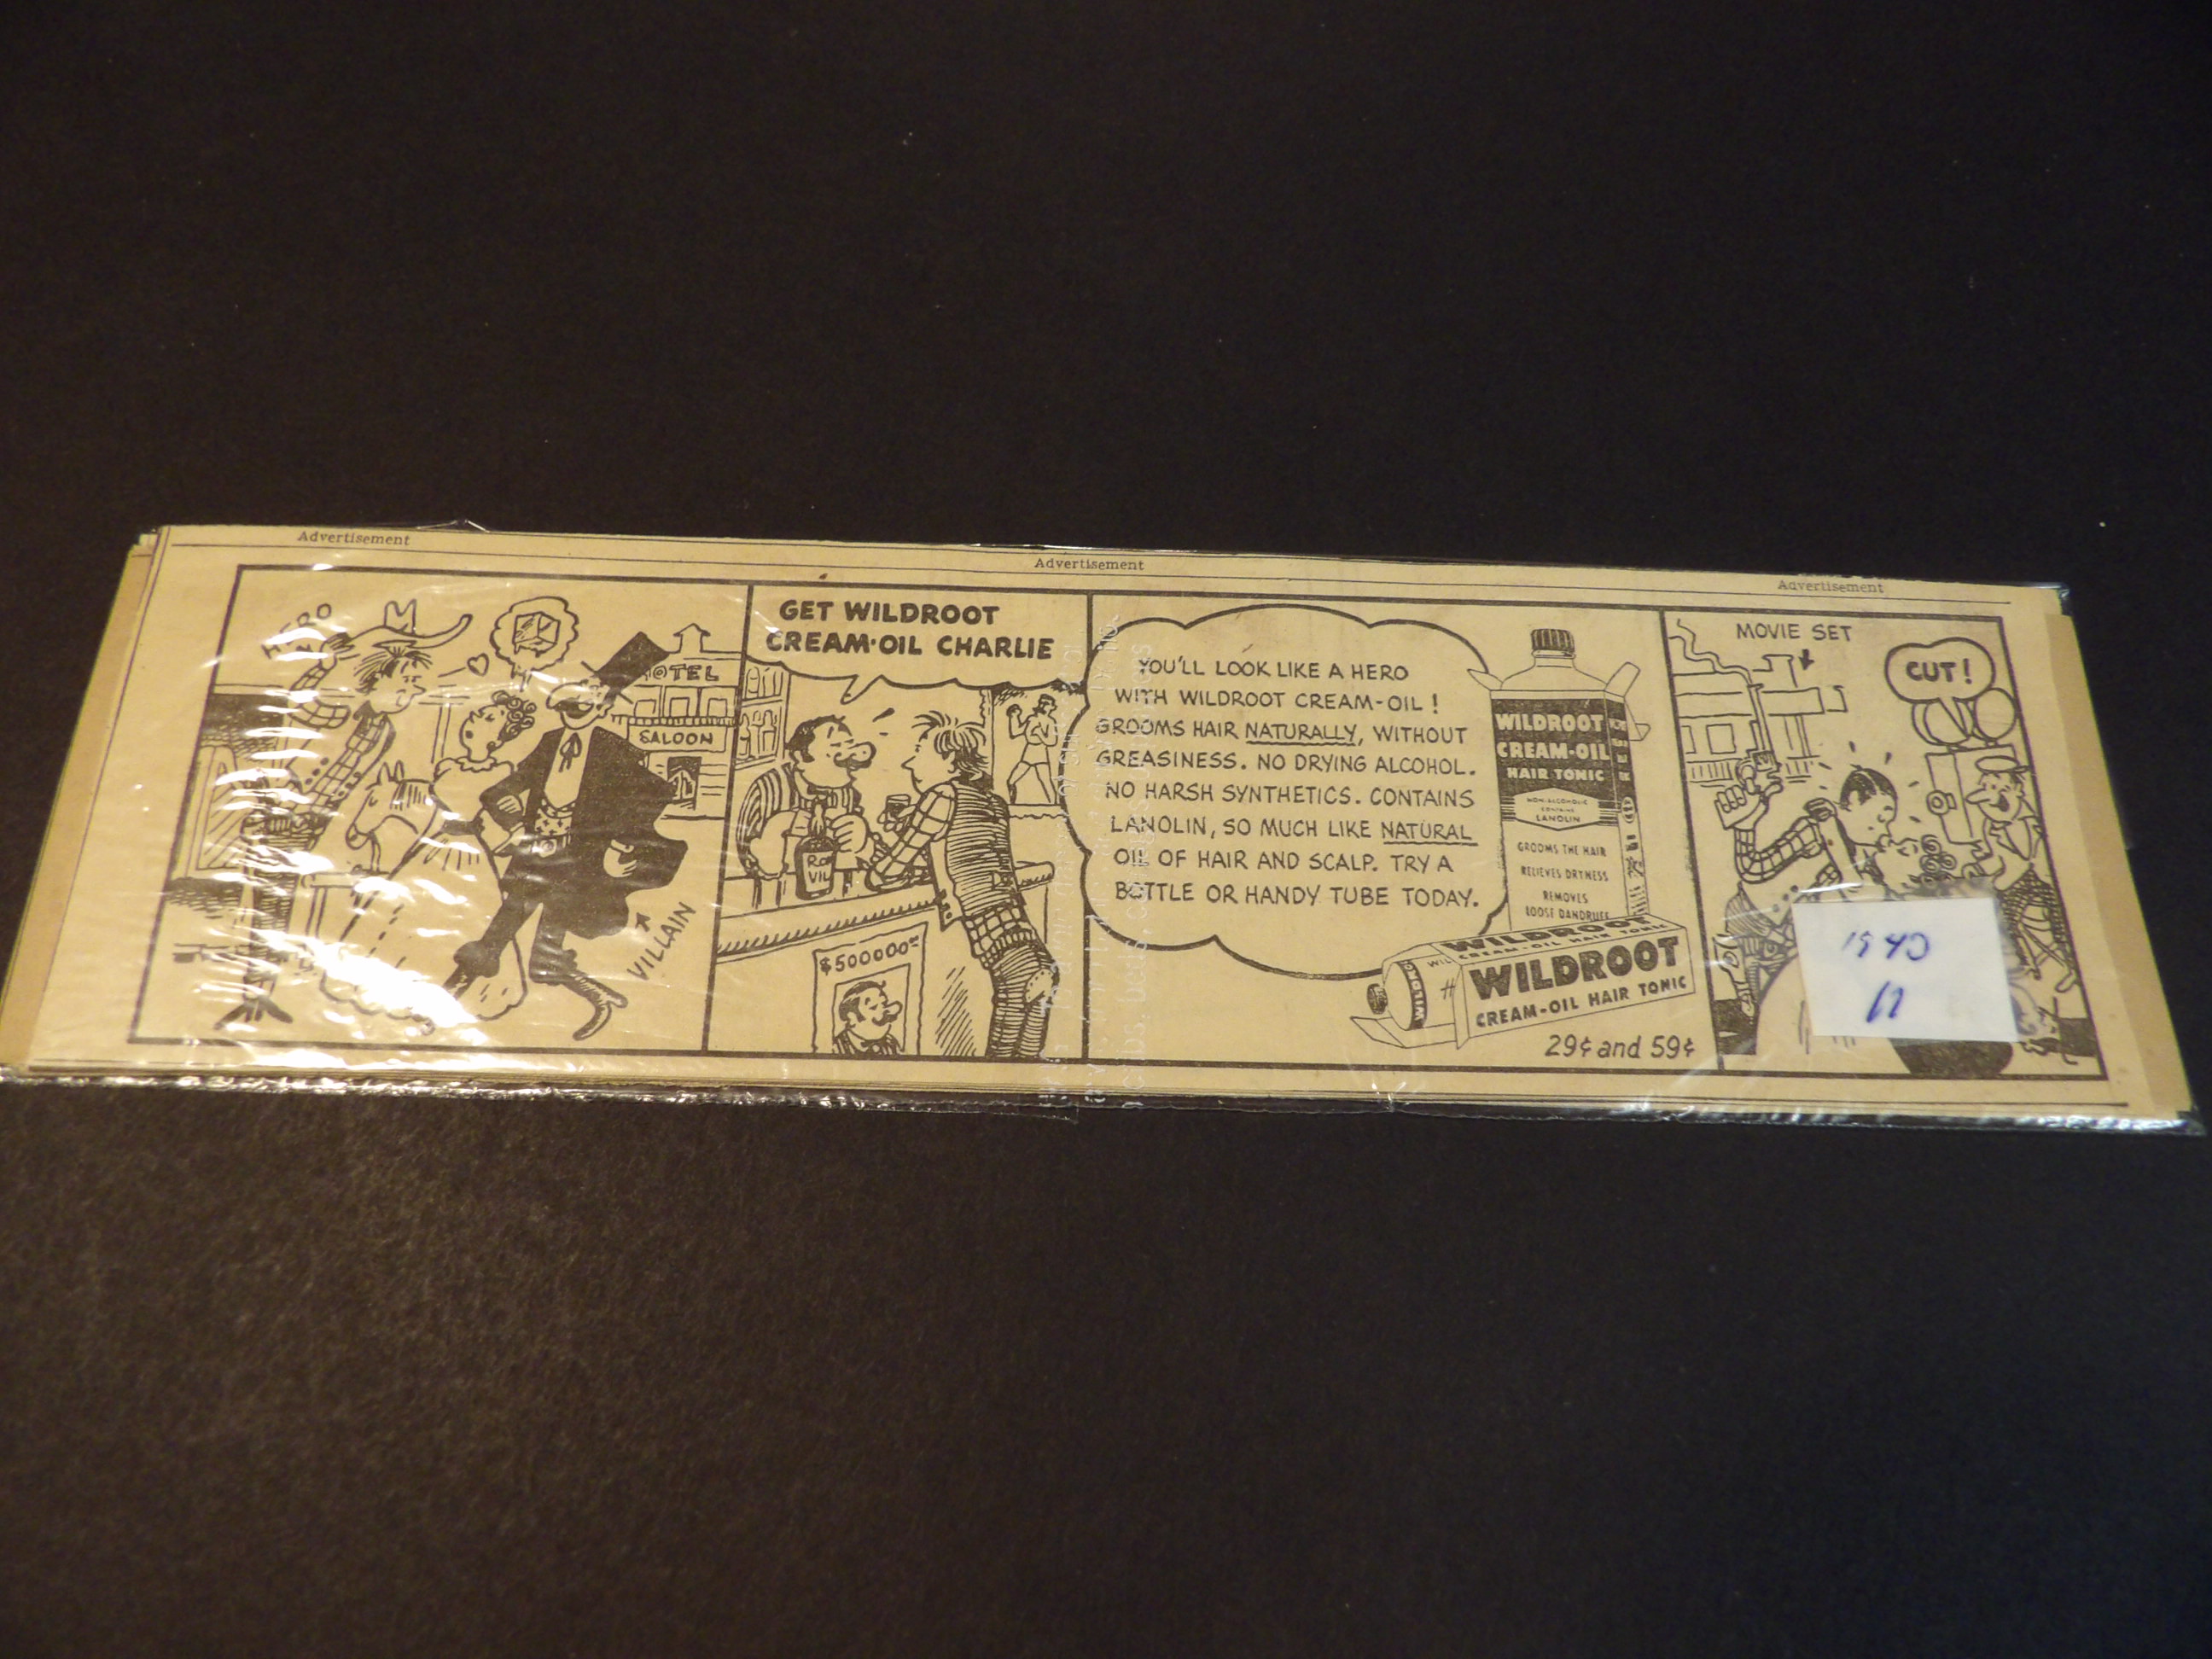 Advertisement
Advertisement
Advertisement
HERO
HOTEL
SALOON
VILLAIN
GET WILDROOT
CREAM-OIL CHARLIE
$500000
YOU'LL LOOK LIKE A HERO
WITH WILDROOT CREAM-OIL!
GROOMS HAIR NATURALLY, WITHOUT
GREASINESS. NO DRYING ALCOHOL.
NO HARSH SYNTHETICS. CONTAINS
LANOLIN, SO MUCH LIKE NATURAL
OIL OF HAIR AND SCALP. TRY A
BOTTLE OR HANDY TUBE TODAY.
WILDROOT
CREAM-OIL
HAIR TONIC
NON-ALCOHOLIC
CONTAINS
LANOLIN
GROOMS THE HAIR
RELIEVES DRYNESS
REMOVES
LOOSE DANDRUFF
WILDROOT
CREAM-OIL HAIR TONIC
WILDROOT
CREAM-OIL HAIR TONIC
29¢ and 59¢
MOVIE SET
CUT!